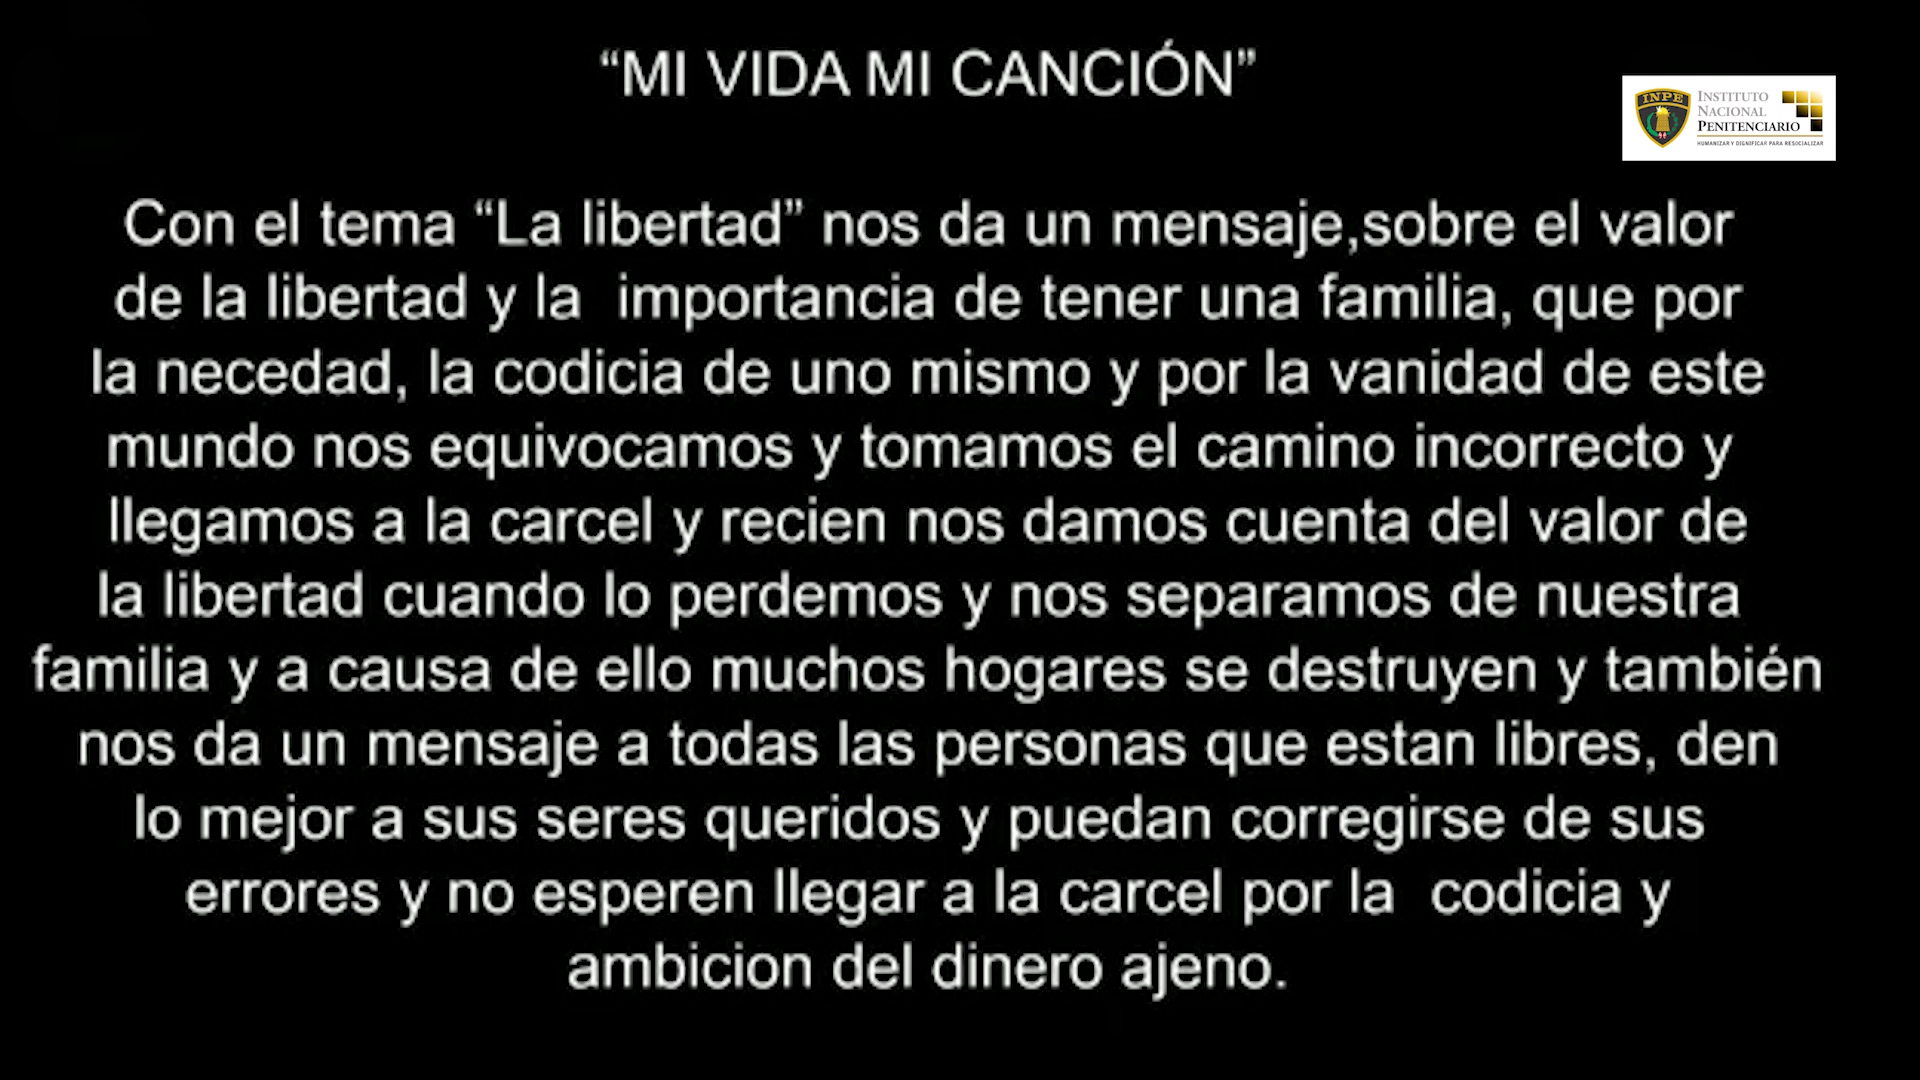 “MI VIDA MI CANCIÓN”
INPE
INSTITUTO
NACIONAL
PENITENCIARIO
HUMANIZAR Y DIGNIFICAR PARA RESOCIALIZAR
Con el tema “La libertad” nos da un mensaje,sobre el valor
de la libertad y la  importancia de tener una familia, que por
la necedad, la codicia de uno mismo y por la vanidad de este
mundo nos equivocamos y tomamos el camino incorrecto y
llegamos a la carcel y recien nos damos cuenta del valor de
la libertad cuando lo perdemos y nos separamos de nuestra
familia y a causa de ello muchos hogares se destruyen y también
nos da un mensaje a todas las personas que estan libres, den
lo mejor a sus seres queridos y puedan corregirse de sus
errores y no esperen llegar a la carcel por la  codicia y
ambicion del dinero ajeno.